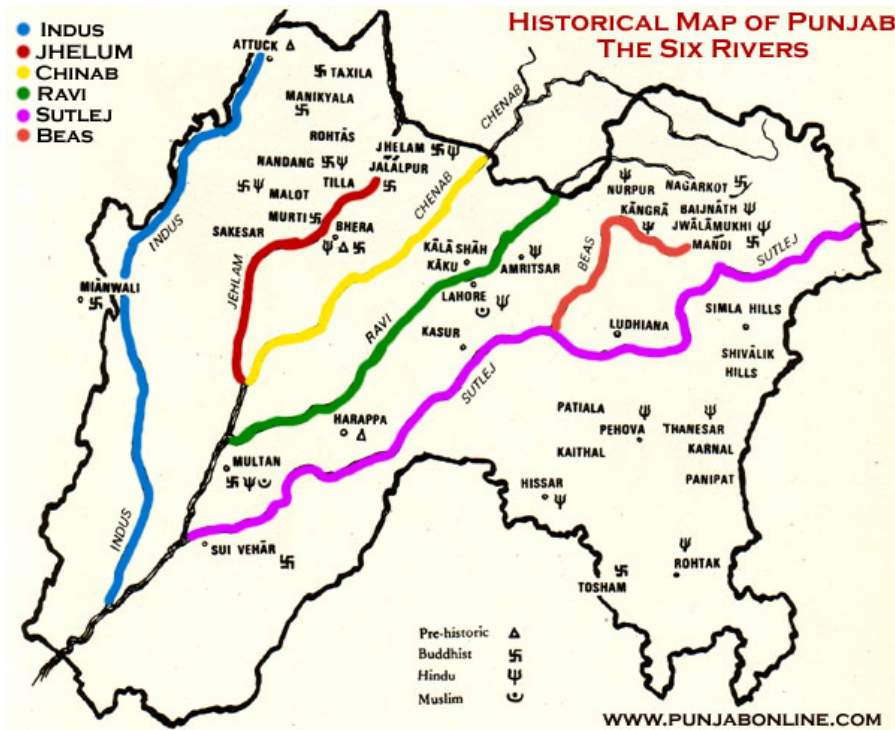 HISTORICAL MAP OF PUNJAB
THE SIX RIVERS
INDUS
JHELUM
CHINAB
RAVI
SUTLEJ
BEAS
ATTUCK
TAXILA
MANIKYALA
ROHTĀS
JHELAM
NANDANG
JALĀLPUR
TILLA
MALOT
MURTI
SAKESAR
BHERA
MIĀNWALI
INDUS
JEHLAM
CHENAB
CHENAB
NURPUR
NAGARKOT
KĀNGRĀ
BAIJNĀTH
JWĀLĀMUKHI
MANDI
SUTLEJ
BEAS
KĀLĀ SHĀH
KĀKU
AMRITSAR
LAHORE
RAVI
KASUR
LUDHIANA
SIMLA HILLS
SHIVĀLIK
HILLS
SUTLEJ
HARAPPA
MULTAN
PATIALA
PEHOVA
THANESAR
KAITHAL
KARNAL
PANIPAT
HISSAR
INDUS
SUI VEHĀR
ROHTAK
TOSHAM
Pre-historic
Buddhist
Hindu
Muslim
WWW.PUNJABONLINE.COM